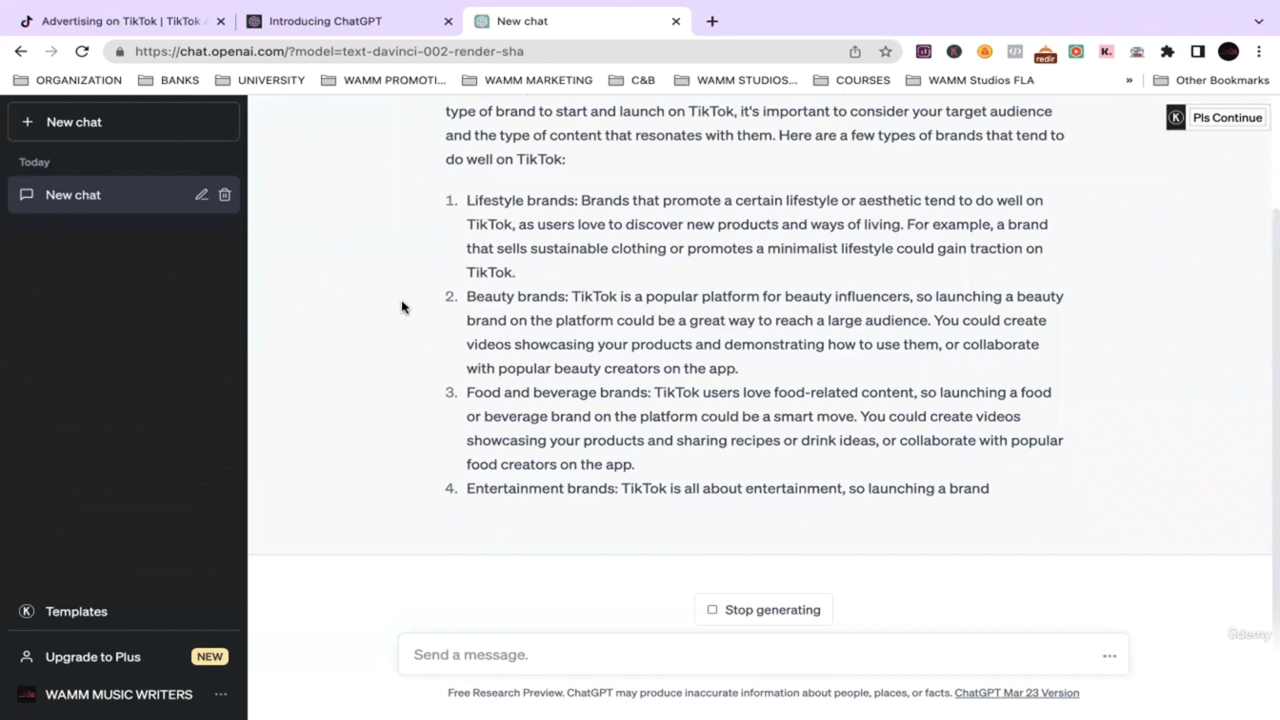 Advertising on TikTok | TikTok
Introducing ChatGPT
New chat
https://chat.openai.com/?model=text-davinci-002-render-sha
redir
K.
ORGANIZATION
BANKS
UNIVERSITY
WAMM PROMOTI...
WAMM MARKETING
C&B
WAMM STUDIOS...
COURSES
WAMM Studios FLA
»
Other Bookmarks
New chat
Today
New chat
K Pls Continue
type of brand to start and launch on TikTok, it's important to consider your target audience
and the type of content that resonates with them. Here are a few types of brands that tend to
do well on TikTok:
1. Lifestyle brands: Brands that promote a certain lifestyle or aesthetic tend to do well on
TikTok, as users love to discover new products and ways of living. For example, a brand
that sells sustainable clothing or promotes a minimalist lifestyle could gain traction on
TikTok.
2. Beauty brands: TikTok is a popular platform for beauty influencers, so launching a beauty
brand on the platform could be a great way to reach a large audience. You could create
videos showcasing your products and demonstrating how to use them, or collaborate
with popular beauty creators on the app.
3. Food and beverage brands: TikTok users love food-related content, so launching a food
or beverage brand on the platform could be a smart move. You could create videos
showcasing your products and sharing recipes or drink ideas, or collaborate with popular
food creators on the app.
4. Entertainment brands: TikTok is all about entertainment, so launching a brand
Stop generating
Send a message.
Free Research Preview. ChatGPT may produce inaccurate information about people, places, or facts. ChatGPT Mar 23 Version
K Templates
Upgrade to Plus NEW
WAMM MUSIC WRITERS
ûdemy